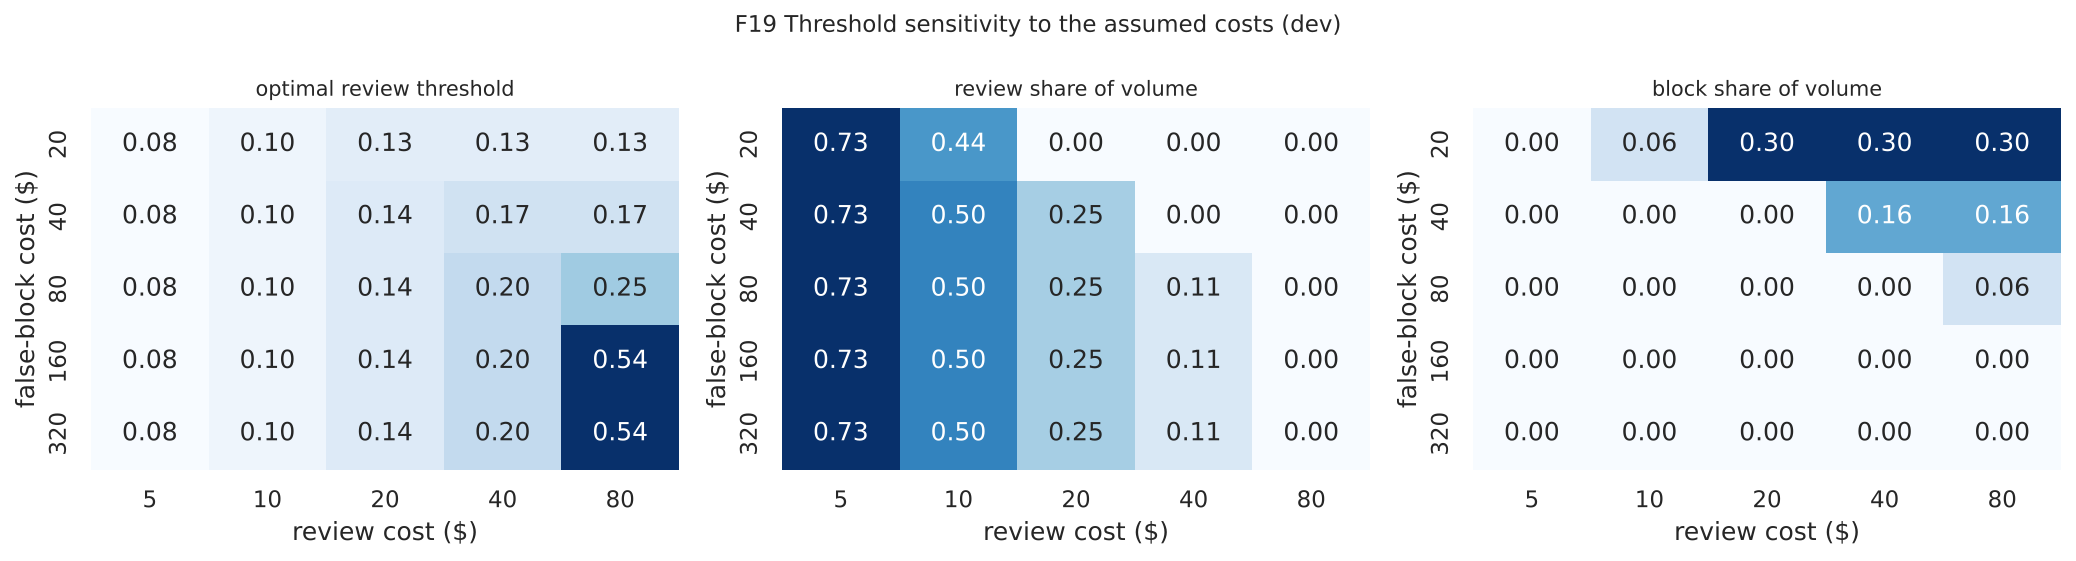 F19 Threshold sensitivity to the assumed costs (dev)
optimal review threshold
false-block cost ($)
20 0.08 0.10 0.13 0.13 0.13
40 0.08 0.10 0.14 0.17 0.17
80 0.08 0.10 0.14 0.20 0.25
160 0.08 0.10 0.14 0.20 0.54
320 0.08 0.10 0.14 0.20 0.54
5 10 20 40 80
review cost ($)
review share of volume
false-block cost ($)
20 0.73 0.44 0.00 0.00 0.00
40 0.73 0.50 0.25 0.00 0.00
80 0.73 0.50 0.25 0.11 0.00
160 0.73 0.50 0.25 0.11 0.00
320 0.73 0.50 0.25 0.11 0.00
5 10 20 40 80
review cost ($)
block share of volume
false-block cost ($)
20 0.00 0.06 0.30 0.30 0.30
40 0.00 0.00 0.00 0.16 0.16
80 0.00 0.00 0.00 0.00 0.06
160 0.00 0.00 0.00 0.00 0.00
320 0.00 0.00 0.00 0.00 0.00
5 10 20 40 80
review cost ($)